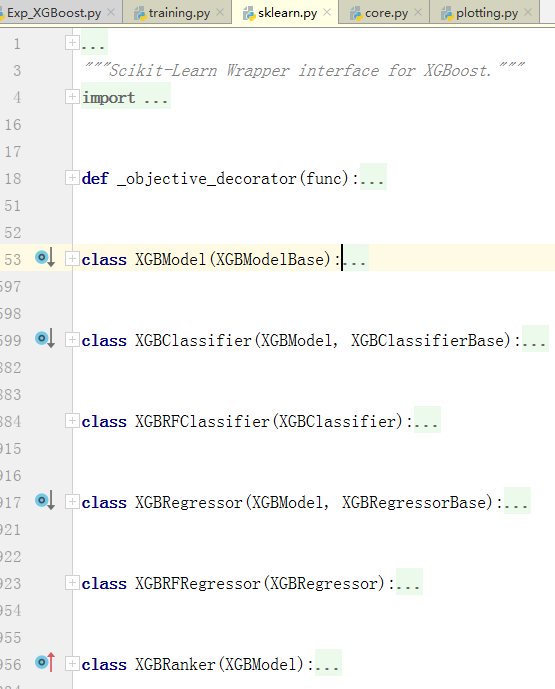 Exp_XGBoost.py × training.py × sklearn.py × core.py × plotting.py ×
1 ...
3 """Scikit-Learn Wrapper interface for XGBoost."""
4 import ...
16
17
18 def _objective_decorator(func):...
51
52
53 class XGBModel(XGBModelBase):...
597
598
599 class XGBClassifier(XGBModel, XGBClassifierBase):...
882
883
884 class XGBRFClassifier(XGBClassifier):...
915
916
917 class XGBRegressor(XGBModel, XGBRegressorBase):...
921
922
923 class XGBRFRegressor(XGBRegressor):...
954
955
956 class XGBRanker(XGBModel):...